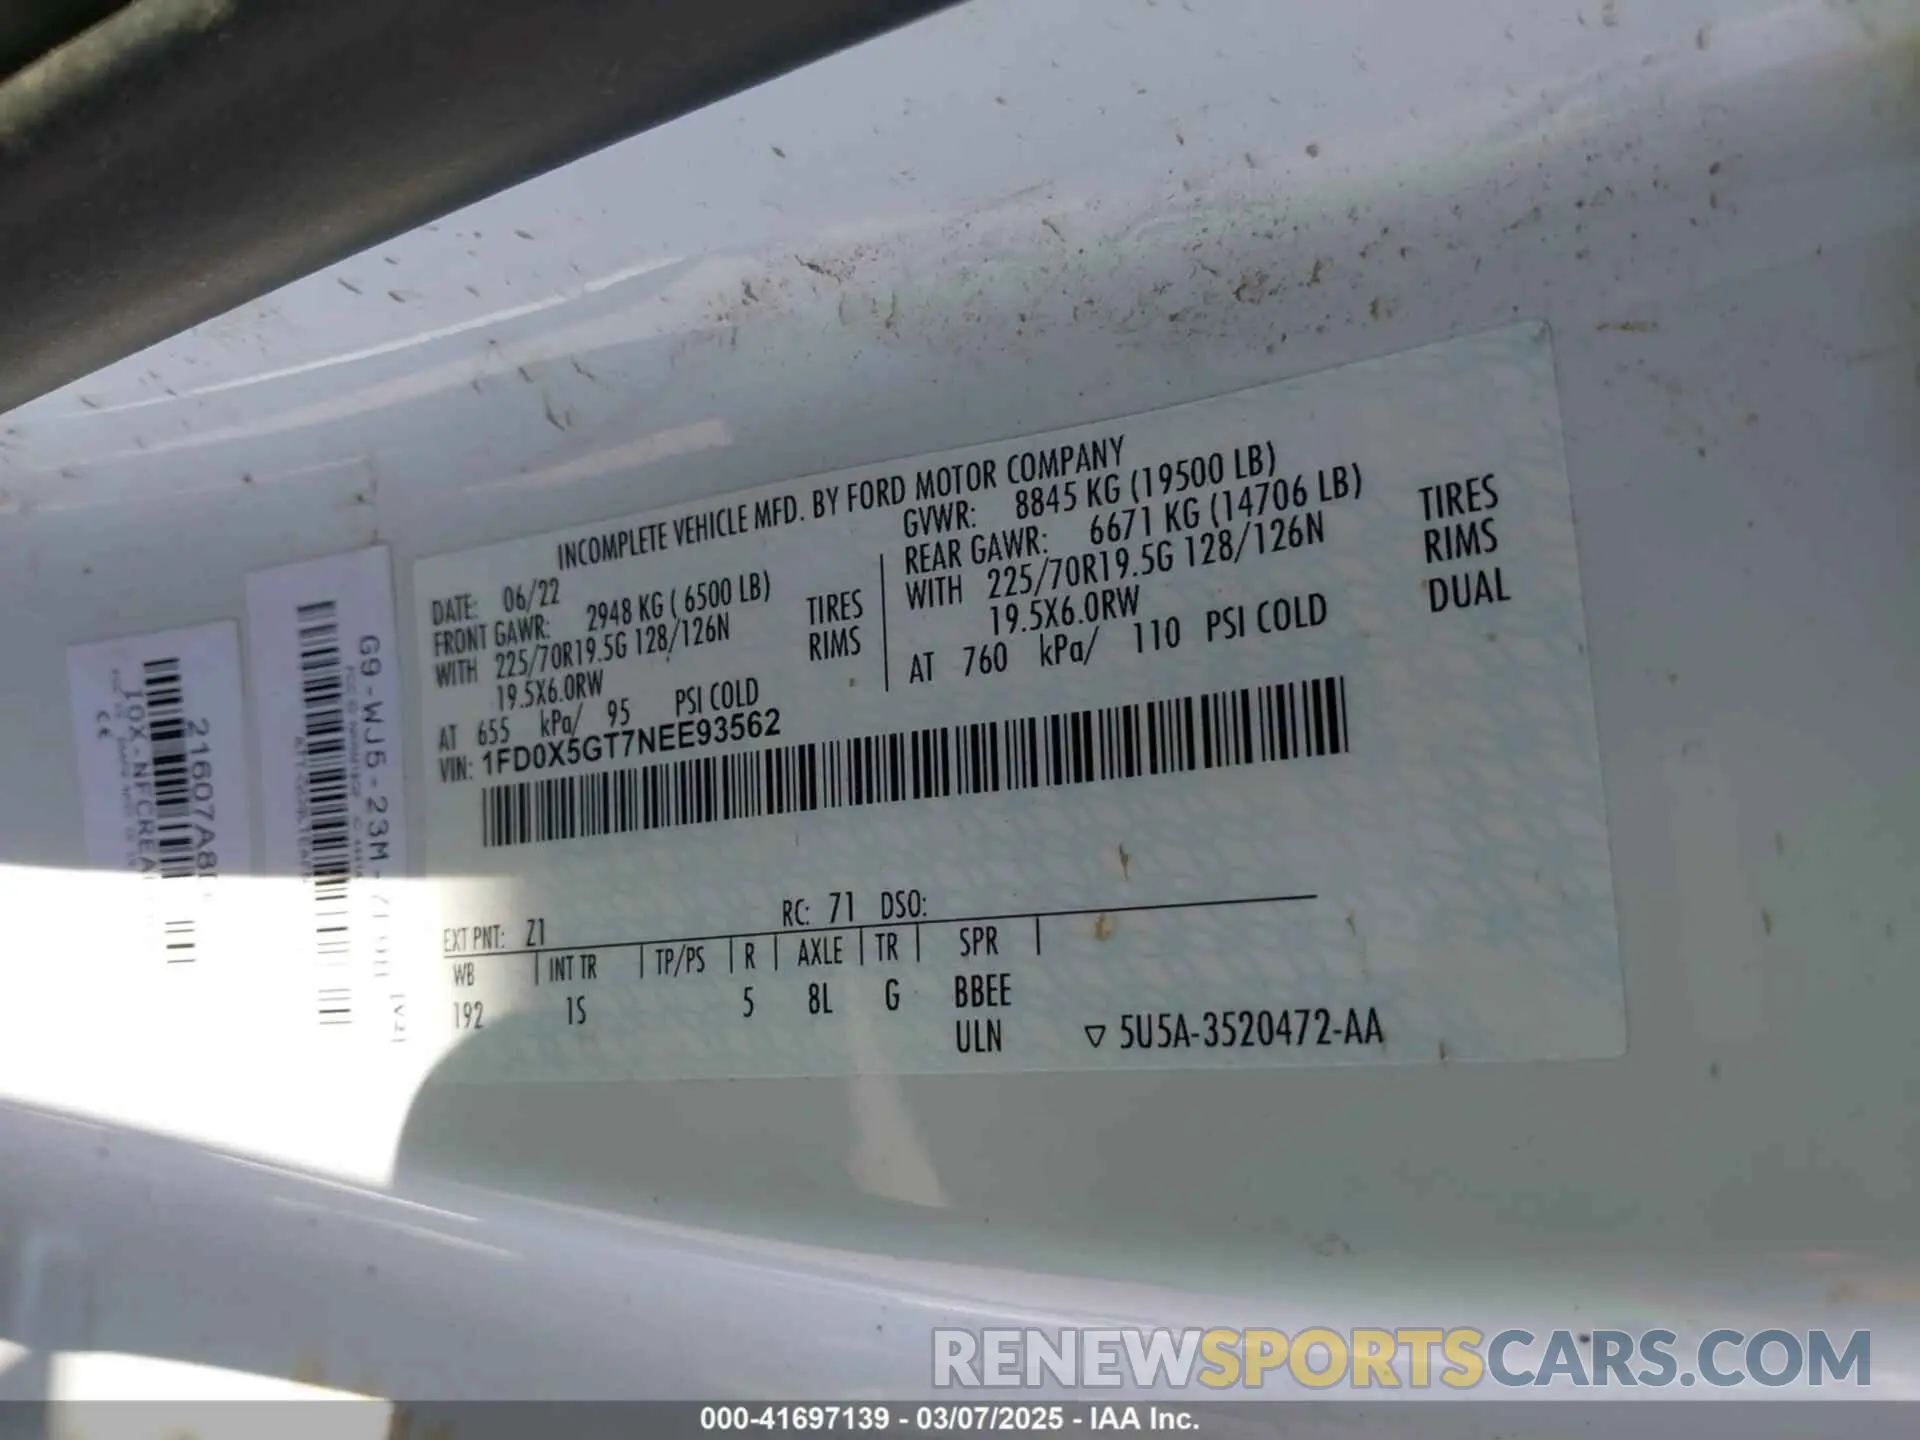 INCOMPLETE VEHICLE MFD. BY FORD MOTOR COMPANY
DATE: 06/22
FRONT GAWR: 2948 KG ( 6500 LB)
WITH 225/70R19.5G 128/126N TIRES
19.5X6.0RW RIMS
AT 655 kPa/ 95 PSI COLD
GVWR: 8845 KG (19500 LB)
REAR GAWR: 6671 KG (14706 LB)
WITH 225/70R19.5G 128/126N TIRES
19.5X6.0RW RIMS
AT 760 kPa/ 110 PSI COLD DUAL
VIN: 1FD0X5GT7NEE93562
EXT PNT: Z1 RC: 71 DSO:
WB INT TR TP/PS R AXLE TR SPR
192 1S 5 8L G BBEE
ULN ▽ 5U5A-3520472-AA
RENEWSPORTSCARS.COM
000-41697139 - 03/07/2025 - IAA Inc.